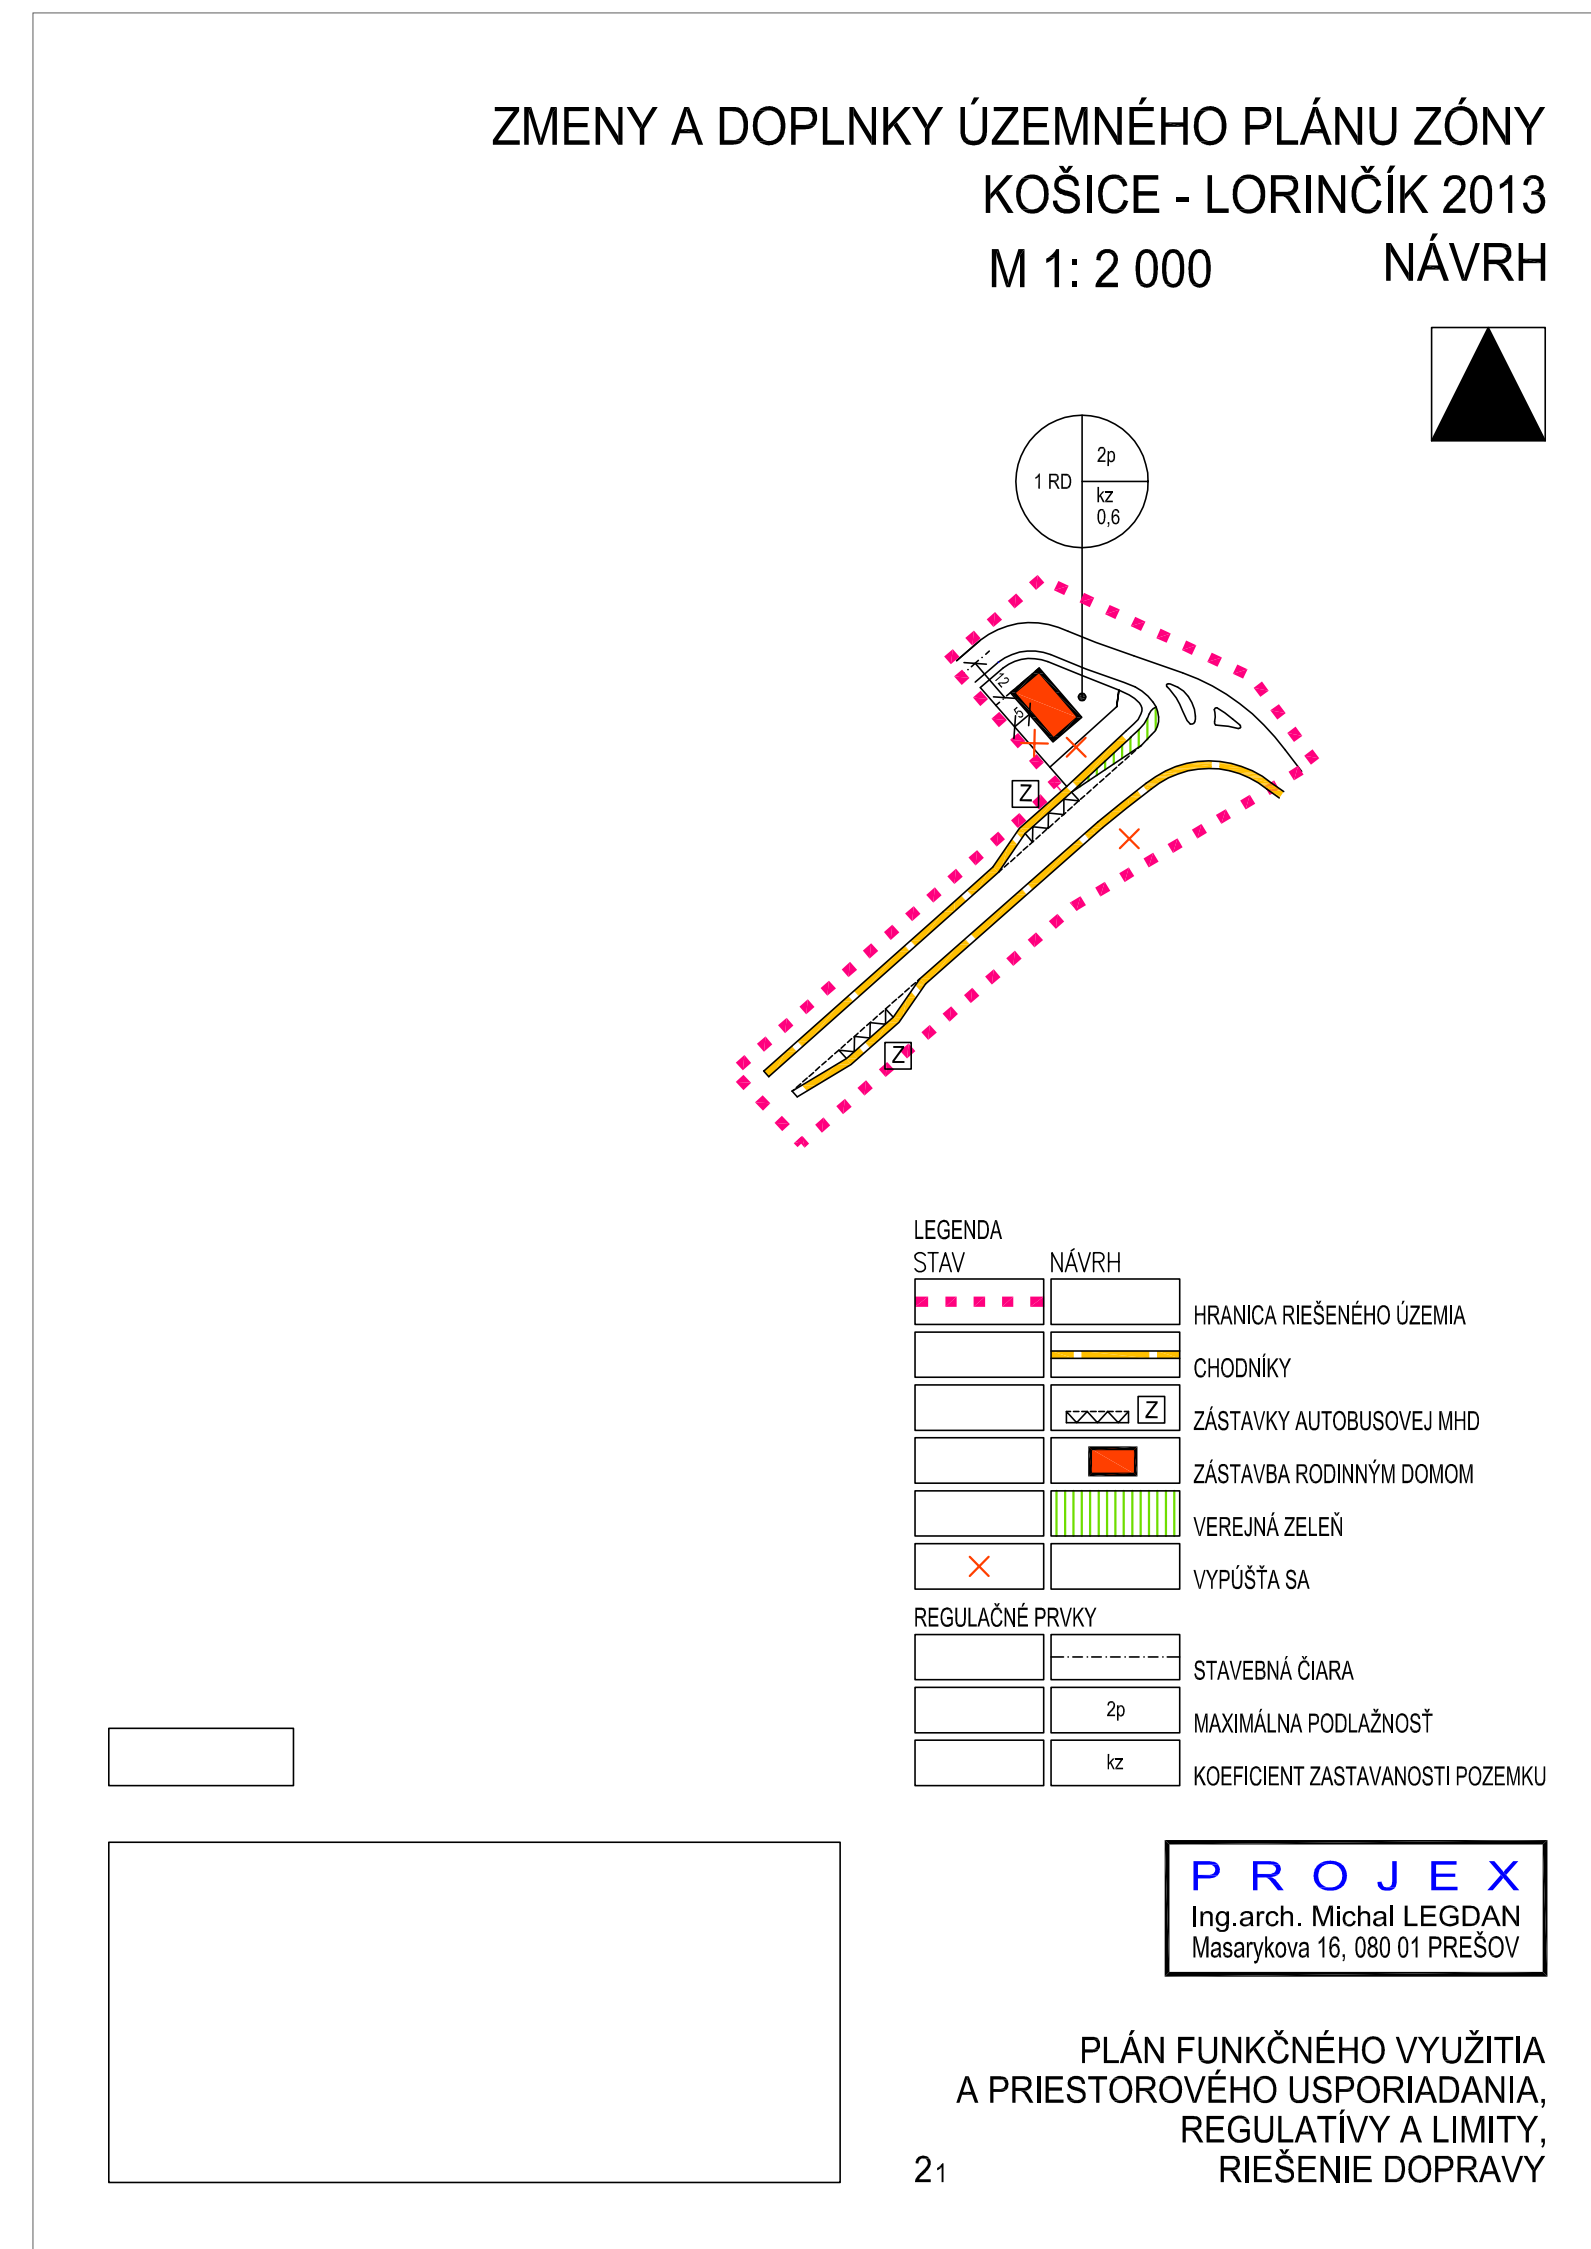 ZMENY A DOPLNKY ÚZEMNÉHO PLÁNU ZÓNY
KOŠICE - LORINČÍK 2013
M 1: 2 000 NÁVRH
1 RD
2p
kz
0,6
12
5
Z
Z
LEGENDA
STAV NÁVRH
HRANICA RIEŠENÉHO ÚZEMIA
CHODNÍKY
Z ZÁSTAVKY AUTOBUSOVEJ MHD
ZÁSTAVBA RODINNÝM DOMOM
VEREJNÁ ZELEŇ
VYPÚŠŤA SA
REGULAČNÉ PRVKY
STAVEBNÁ ČIARA
2p MAXIMÁLNA PODLAŽNOSŤ
kz KOEFICIENT ZASTAVANOSTI POZEMKU
P R O J E X
Ing.arch. Michal LEGDAN
Masarykova 16, 080 01 PREŠOV
PLÁN FUNKČNÉHO VYUŽITIA
A PRIESTOROVÉHO USPORIADANIA,
REGULATÍVY A LIMITY,
21 RIEŠENIE DOPRAVY